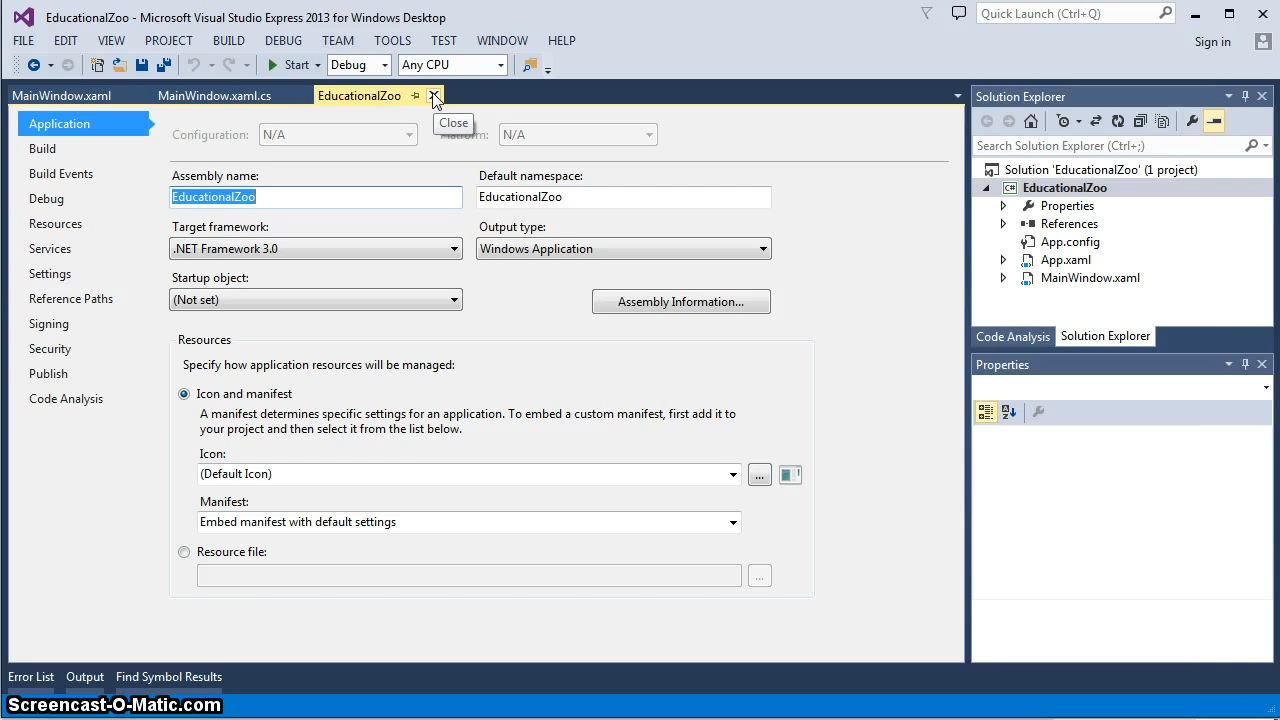 EducationalZoo - Microsoft Visual Studio Express 2013 for Windows Desktop
Quick Launch (Ctrl+Q)
FILE EDIT VIEW PROJECT BUILD DEBUG TEAM TOOLS TEST WINDOW HELP
Sign in
Start Debug Any CPU
MainWindow.xaml MainWindow.xaml.cs EducationalZoo
Close
Application
Build
Build Events
Debug
Resources
Services
Settings
Reference Paths
Signing
Security
Publish
Code Analysis
Configuration: N/A Platform: N/A
Assembly name: Default namespace:
EducationalZoo EducationalZoo
Target framework: Output type:
.NET Framework 3.0 Windows Application
Startup object:
(Not set) Assembly Information...
Resources
Specify how application resources will be managed:
Icon and manifest
A manifest determines specific settings for an application. To embed a custom manifest, first add it to
your project and then select it from the list below.
Icon:
(Default Icon) ...
Manifest:
Embed manifest with default settings
Resource file:
...
Solution Explorer
Search Solution Explorer (Ctrl+;)
Solution 'EducationalZoo' (1 project)
C# EducationalZoo
Properties
References
App.config
App.xaml
MainWindow.xaml
Code Analysis Solution Explorer
Properties
Error List Output Find Symbol Results
Screencast-O-Matic.com